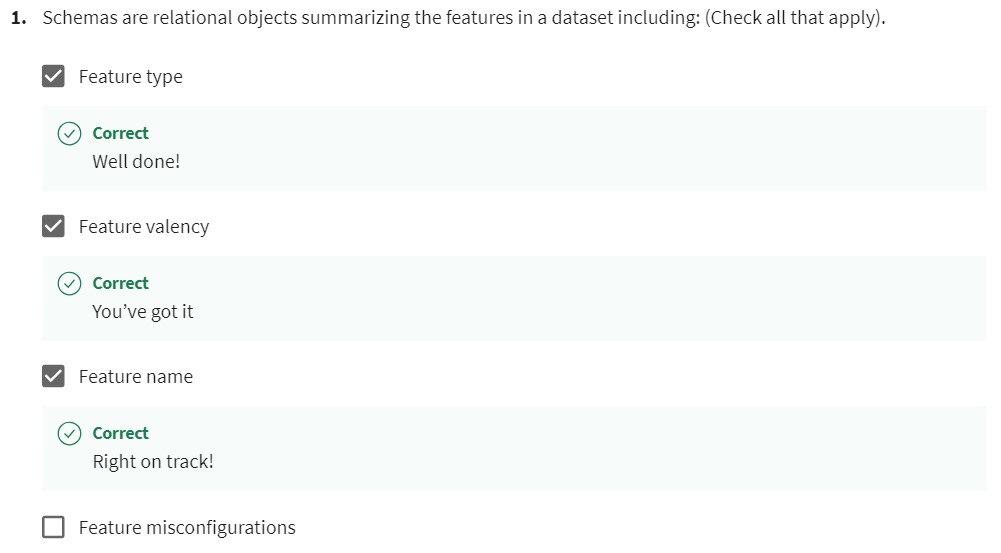 1. Schemas are relational objects summarizing the features in a dataset including: (Check all that apply).
Feature type
Correct
Well done!
Feature valency
Correct
You’ve got it
Feature name
Correct
Right on track!
Feature misconfigurations